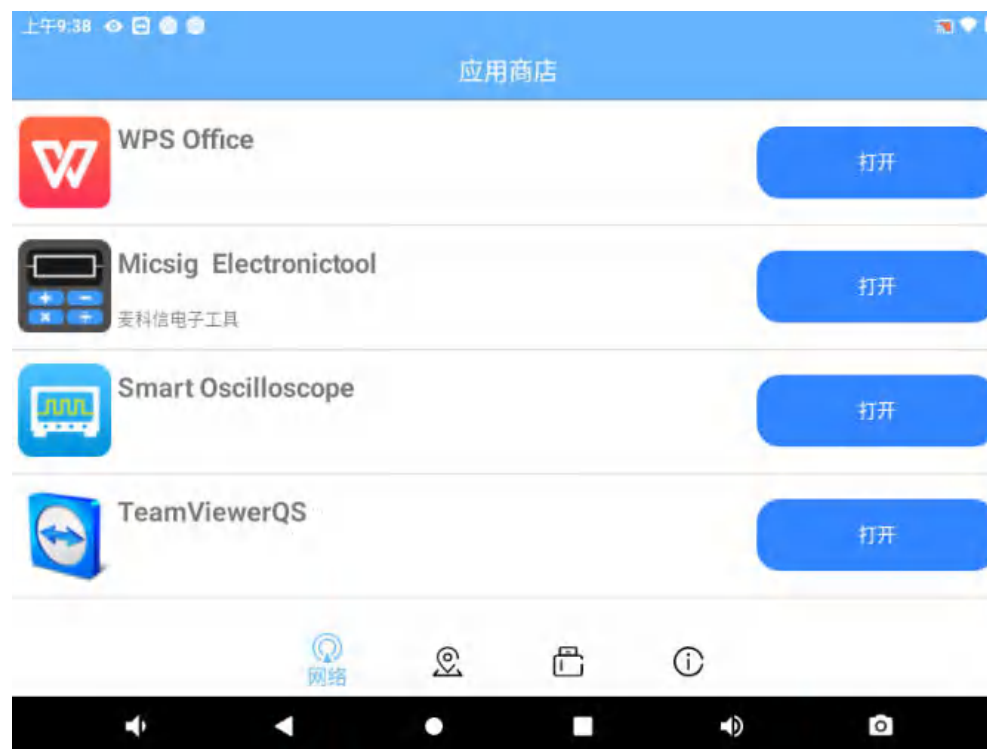 上午9:38
应用商店
WPS Office
打开
Micsig Electronictool
麦科信电子工具
打开
Smart Oscilloscope
打开
TeamViewerQS
打开
网络